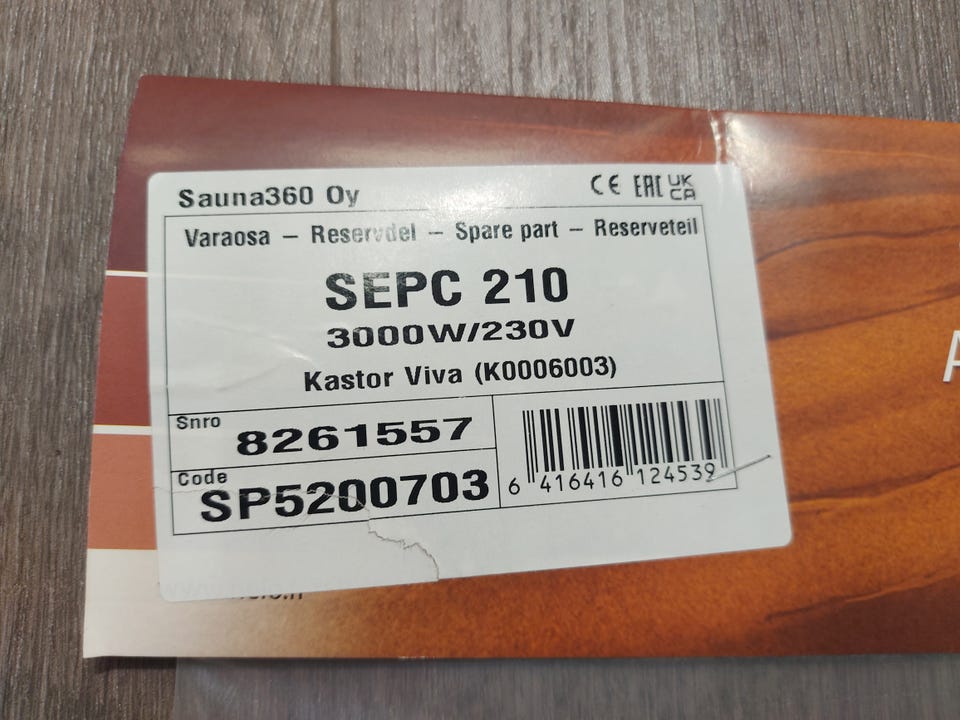 Sauna360 Oy
CE EAC UK CA
Varaosa – Reservdel – Spare part – Reserveteil
SEPC 210
3000W/230V
Kastor Viva (K0006003)
Snro
8261557
Code
SP5200703
6 416416 124539
A